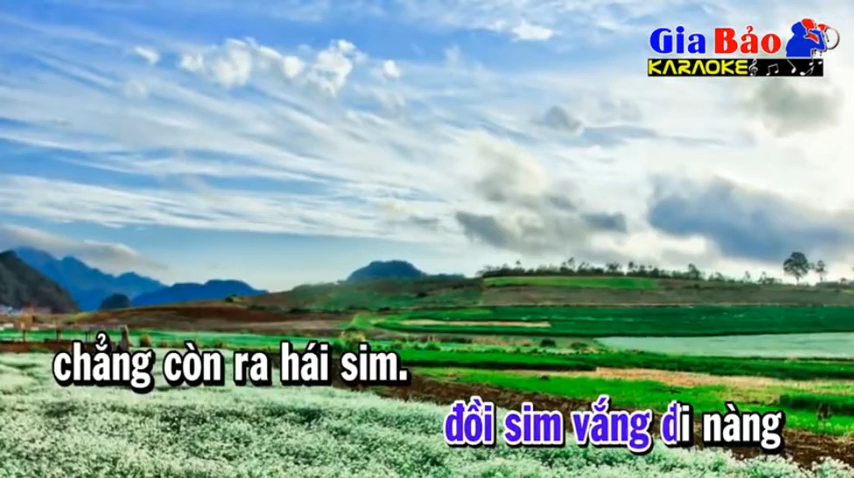 Gia Bảo
KARAOKE
chẳng còn ra hái sim.
đồi sim vắng đi nàng